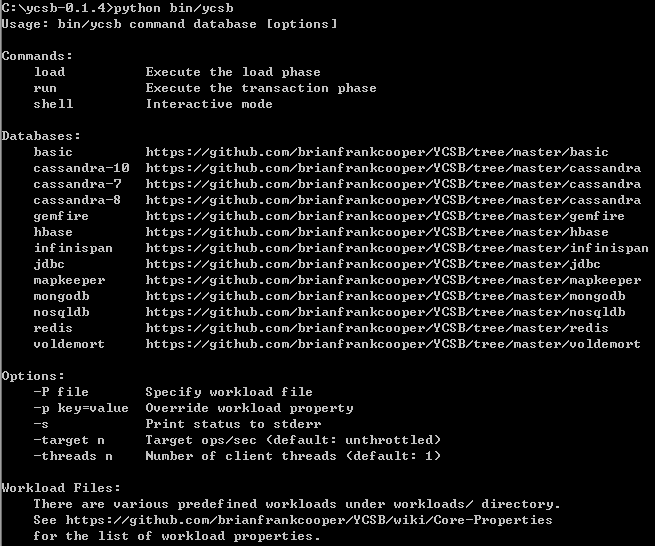 C:\ycsb-0.1.4>python bin/ycsb
Usage: bin/ycsb command database [options]
Commands:
load Execute the load phase
run Execute the transaction phase
shell Interactive mode
Databases:
basic https://github.com/brianfrankcooper/YCSB/tree/master/basic
cassandra-10 https://github.com/brianfrankcooper/YCSB/tree/master/cassandra
cassandra-7 https://github.com/brianfrankcooper/YCSB/tree/master/cassandra
cassandra-8 https://github.com/brianfrankcooper/YCSB/tree/master/cassandra
gemfire https://github.com/brianfrankcooper/YCSB/tree/master/gemfire
hbase https://github.com/brianfrankcooper/YCSB/tree/master/hbase
infinispan https://github.com/brianfrankcooper/YCSB/tree/master/infinispan
jdbc https://github.com/brianfrankcooper/YCSB/tree/master/jdbc
mapkeeper https://github.com/brianfrankcooper/YCSB/tree/master/mapkeeper
mongodb https://github.com/brianfrankcooper/YCSB/tree/master/mongodb
nosqldb https://github.com/brianfrankcooper/YCSB/tree/master/nosqldb
redis https://github.com/brianfrankcooper/YCSB/tree/master/redis
voldemort https://github.com/brianfrankcooper/YCSB/tree/master/voldemort
Options:
-P file Specify workload file
-p key=value Override workload property
-s Print status to stderr
-target n Target ops/sec (default: unthrottled)
-threads n Number of client threads (default: 1)
Workload Files:
There are various predefined workloads under workloads/ directory.
See https://github.com/brianfrankcooper/YCSB/wiki/Core-Properties
for the list of workload properties.